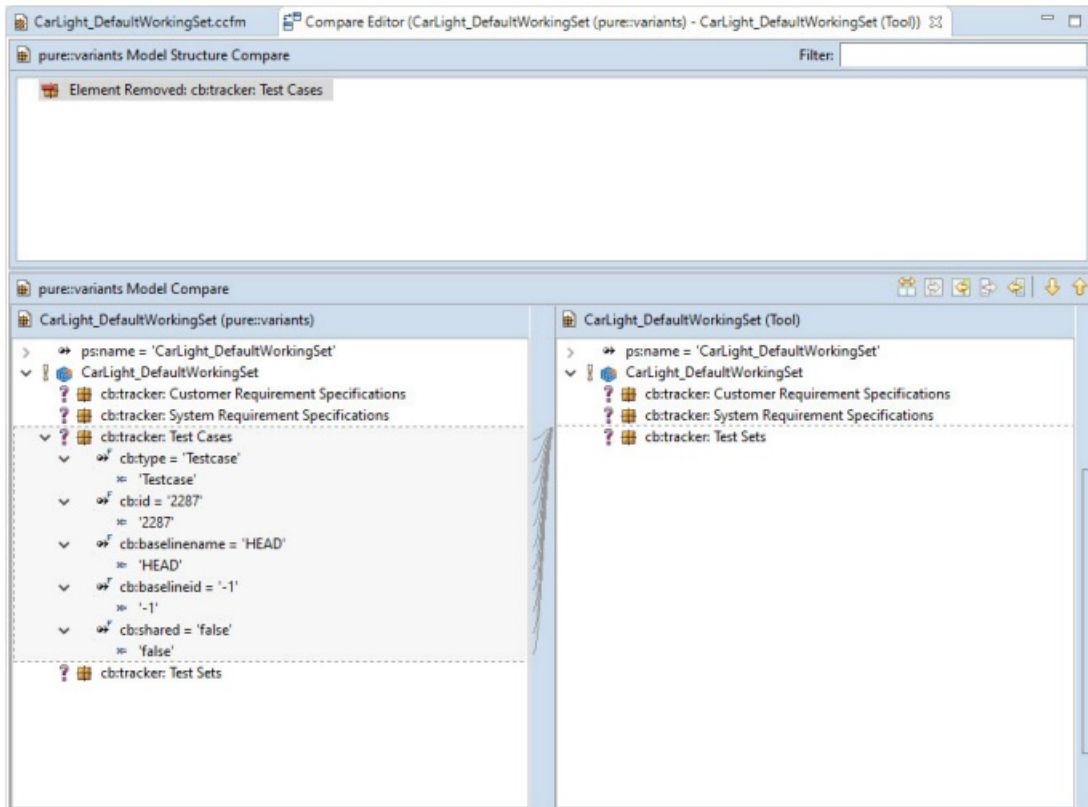 CarLight_DefaultWorkingSet.ccfm
Compare Editor (CarLight_DefaultWorkingSet (pure::variants) - CarLight_DefaultWorkingSet (Tool))
pure::variants Model Structure Compare
Filter:
Element Removed: cb:tracker: Test Cases
pure::variants Model Compare
CarLight_DefaultWorkingSet (pure::variants)
ps:name = 'CarLight_DefaultWorkingSet'
CarLight_DefaultWorkingSet
cb:tracker: Customer Requirement Specifications
cb:tracker: System Requirement Specifications
cb:tracker: Test Cases
cb:type = 'Testcase'
'Testcase'
cb:id = '2287'
'2287'
cb:baselinename = 'HEAD'
'HEAD'
cb:baselineid = '-1'
'-1'
cb:shared = 'false'
'false'
cb:tracker: Test Sets
CarLight_DefaultWorkingSet (Tool)
ps:name = 'CarLight_DefaultWorkingSet'
CarLight_DefaultWorkingSet
cb:tracker: Customer Requirement Specifications
cb:tracker: System Requirement Specifications
cb:tracker: Test Sets